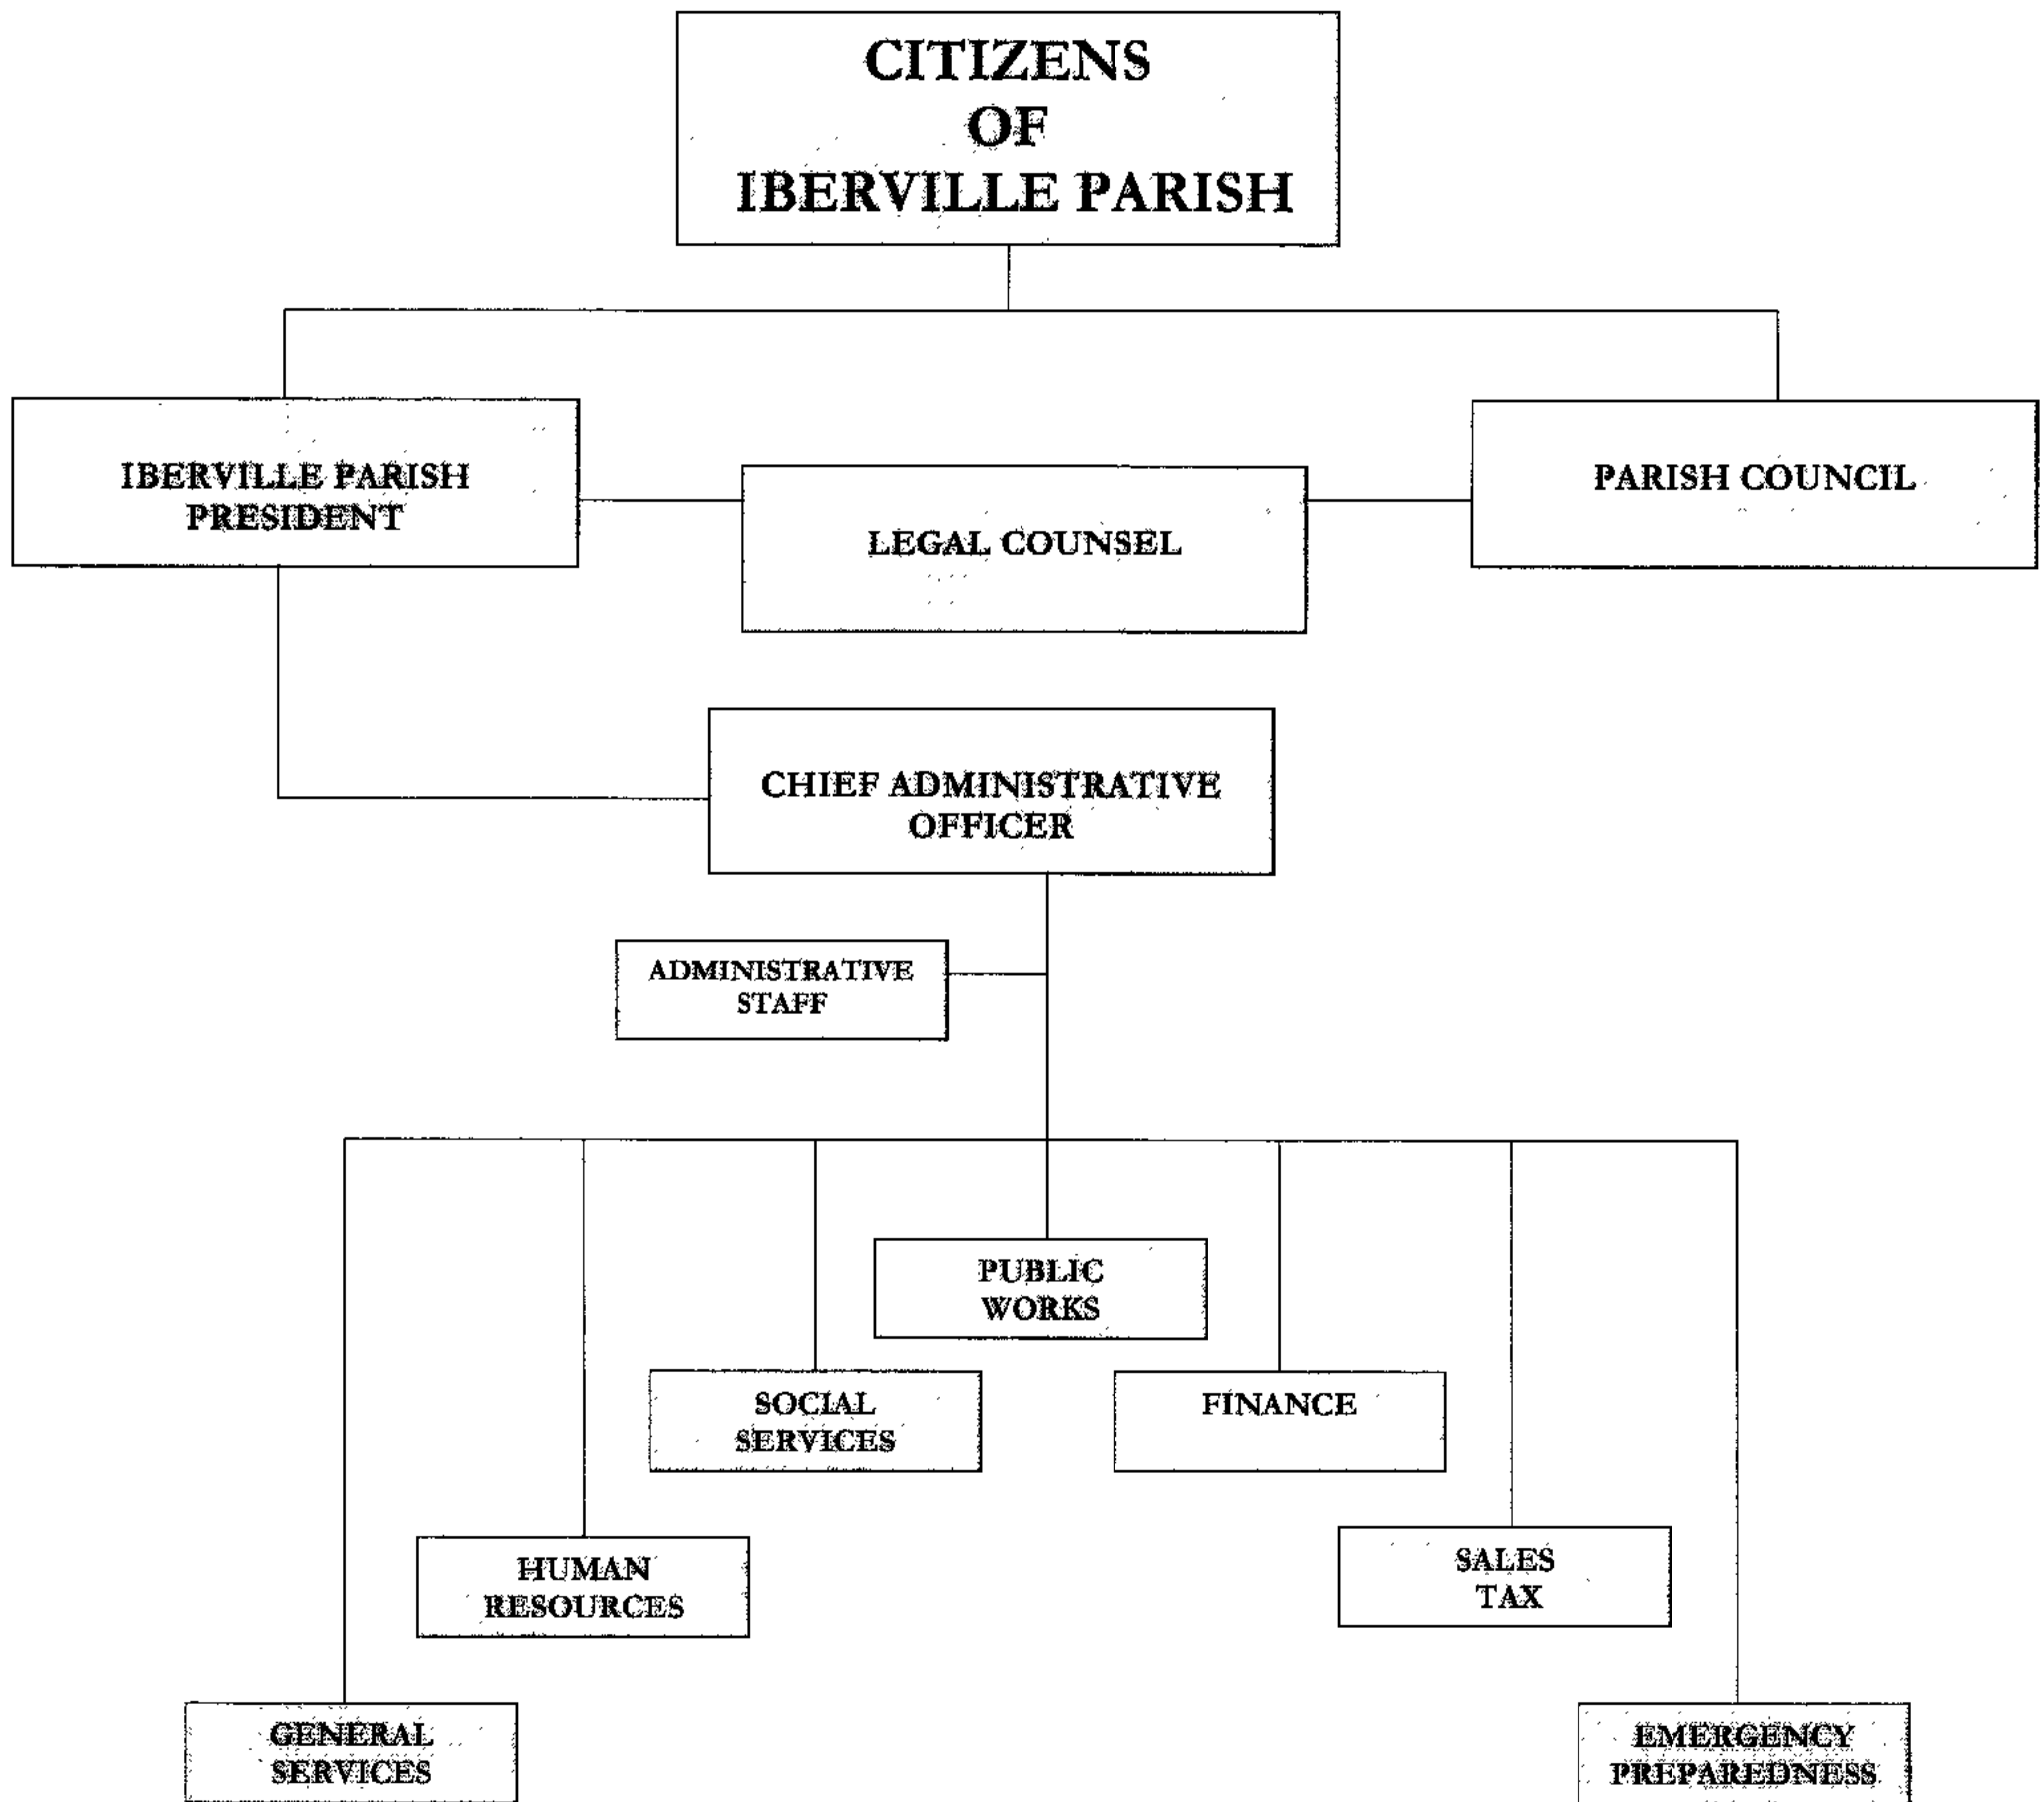 CITIZENS
OF
IBERVILLE PARISH
IBERVILLE PARISH
PRESIDENT
LEGAL COUNSEL
PARISH COUNCIL
CHIEF ADMINISTRATIVE
OFFICER
ADMINISTRATIVE
STAFF
PUBLIC
WORKS
SOCIAL
SERVICES
FINANCE
HUMAN
RESOURCES
SALES
TAX
GENERAL
SERVICES
EMERGENCY
PREPAREDNESS